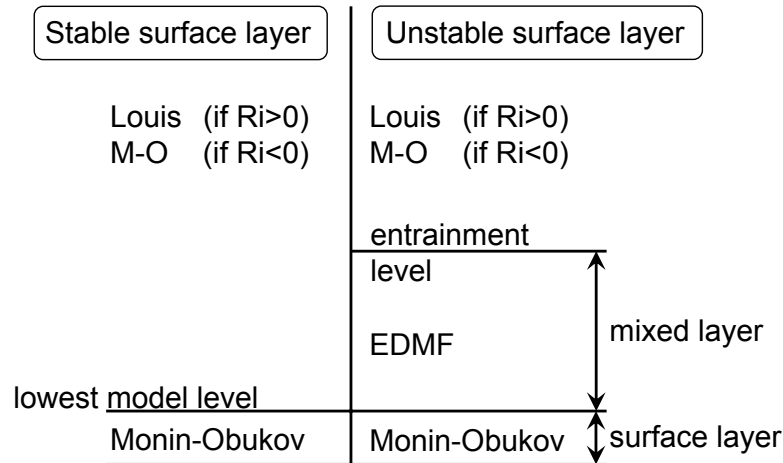 Stable surface layer
Unstable surface layer
Louis (if Ri>0)
M-O (if Ri<0)
Louis (if Ri>0)
M-O (if Ri<0)
entrainment
level
EDMF
mixed layer
lowest model level
Monin-Obukov
Monin-Obukov
surface layer